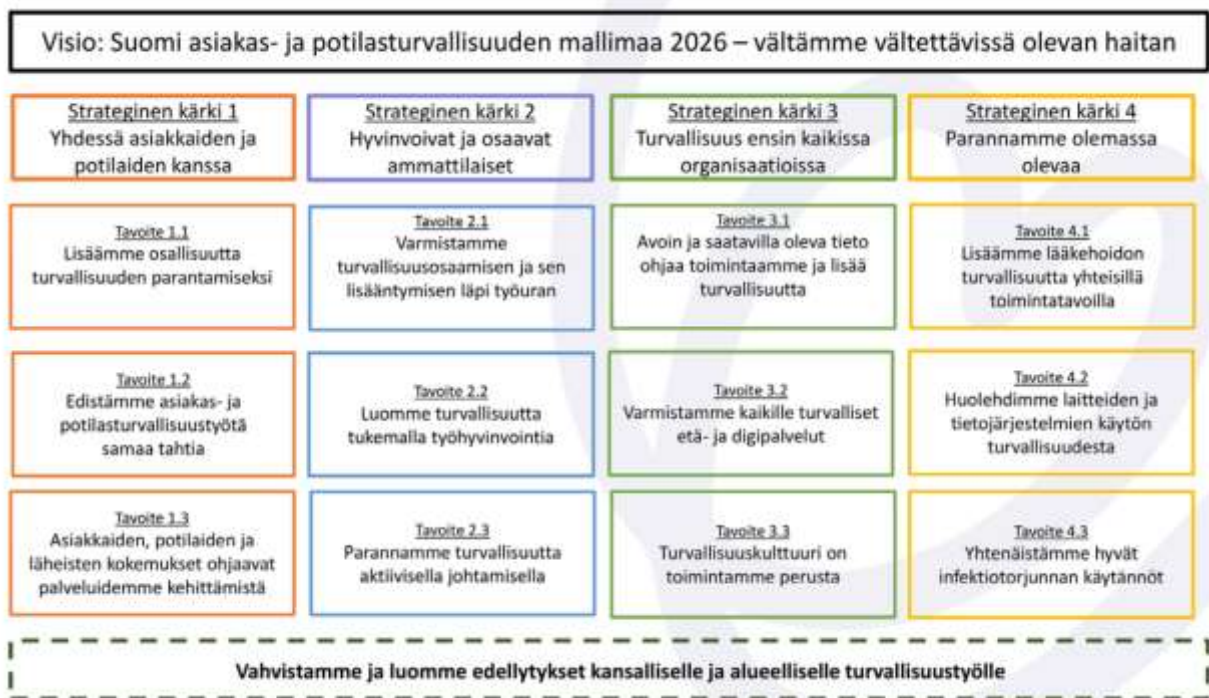 Visio: Suomi asiakas- ja potilasturvallisuuden mallimaa 2026 – vältämme vältettävissä olevan haitan
Strateginen kärki 1
Yhdessä asiakkaiden ja
potilaiden kanssa
Strateginen kärki 2
Hyvinvoivat ja osaavat
ammattilaiset
Strateginen kärki 3
Turvallisuus ensin kaikissa
organisaatioissa
Strateginen kärki 4
Parannamme olemassa
olevaa
Tavoite 1.1
Lisäämme osallisuutta
turvallisuuden parantamiseksi
Tavoite 2.1
Varmistamme
turvallisuusosaamisen ja sen
lisääntymisen läpi työuran
Tavoite 3.1
Avoin ja saatavilla oleva tieto
ohjaa toimintaamme ja lisää
turvallisuutta
Tavoite 4.1
Lisäämme lääkehoidon
turvallisuutta yhteisillä
toimintatavoilla
Tavoite 1.2
Edistämme asiakas- ja
potilasturvallisuustyötä
samaa tahtia
Tavoite 2.2
Luomme turvallisuutta
tukemalla työhyvinvointia
Tavoite 3.2
Varmistamme kaikille turvalliset
etä- ja digipalvelut
Tavoite 4.2
Huolehdimme laitteiden ja
tietojärjestelmien käytön
turvallisuudesta
Tavoite 1.3
Asiakkaiden, potilaiden ja
läheisten kokemukset ohjaavat
palveluidemme kehittämistä
Tavoite 2.3
Parannamme turvallisuutta
aktiivisella johtamisella
Tavoite 3.3
Turvallisuuskulttuuri on
toimintamme perusta
Tavoite 4.3
Yhtenäistämme hyvät
infektiotorjunnan käytännöt
Vahvistamme ja luomme edellytykset kansalliselle ja alueelliselle turvallisuustyölle